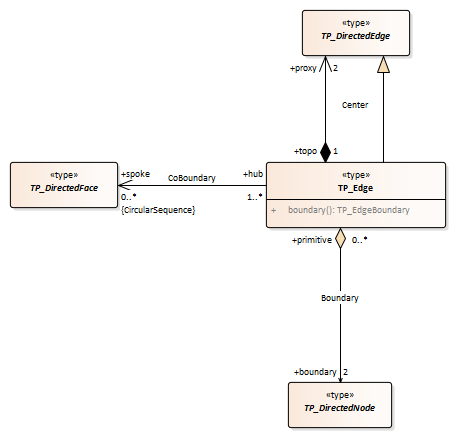 «type»
TP_DirectedEdge
+proxy 2
Center
+topo 1
«type»
TP_DirectedFace
+spoke CoBoundary +hub
0..* 1..*
{CircularSequence}
«type»
TP_Edge
+ boundary(): TP_EdgeBoundary
+primitive 0..*
Boundary
+boundary 2
«type»
TP_DirectedNode